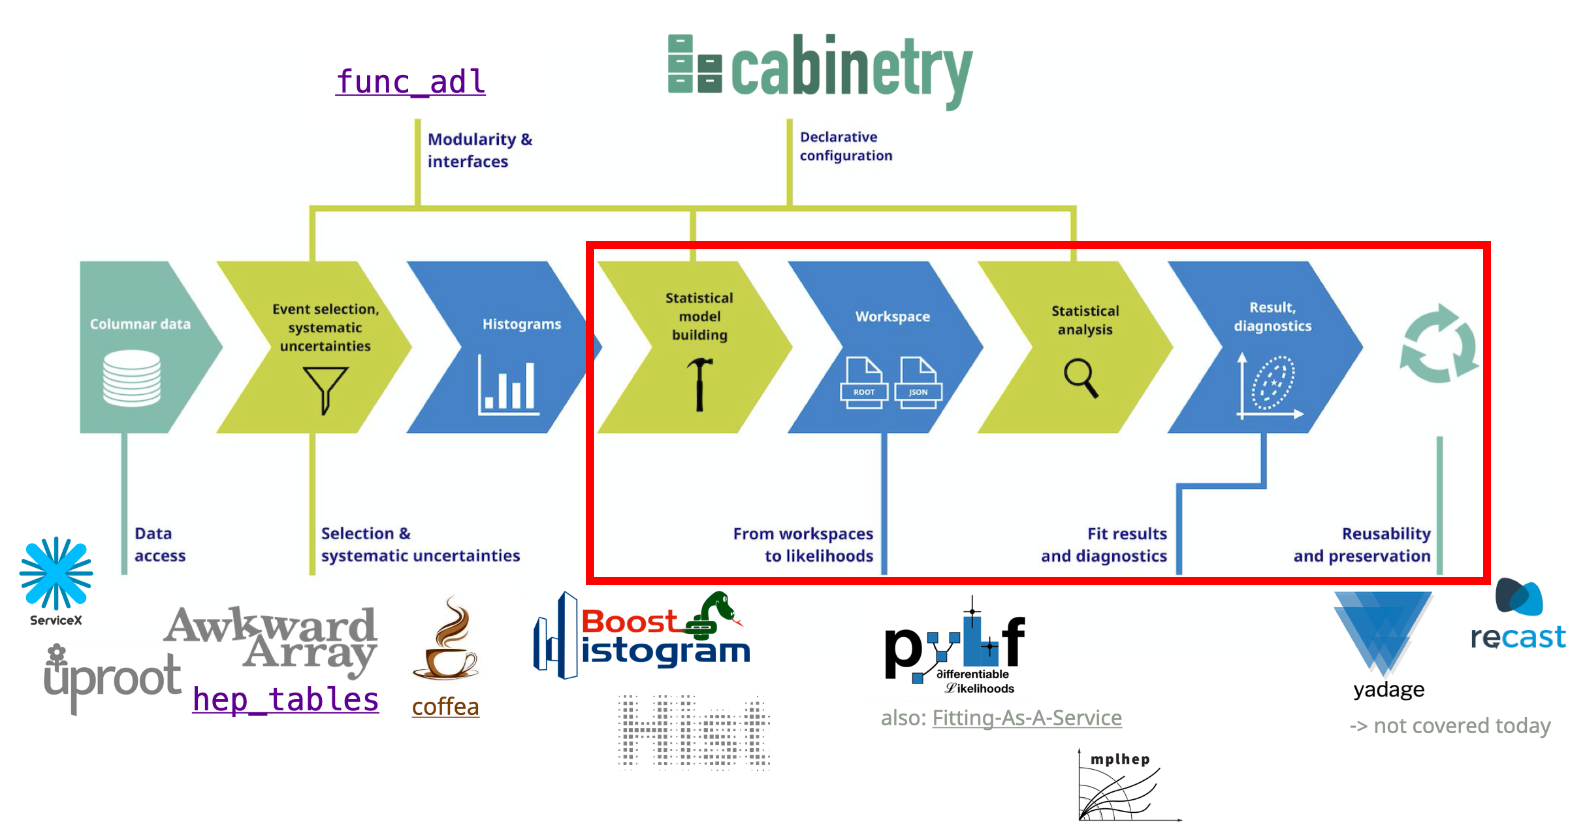 func_adl
cabinetry
Modularity &
interfaces
Declarative
configuration
Columnar data
Event selection,
systematic
uncertainties
Histograms
Statistical
model
building
Workspace
ROOT
JSON
Statistical
analysis
Result,
diagnostics
Data
access
Selection &
systematic uncertainties
From workspaces
to likelihoods
Fit results
and diagnostics
Reusability
and preservation
ServiceX
uproot
Awkward
Array
hep_tables
coffea
Boost
Histogram
Hist
pyhf
∂ifferentiable
ℒikelihoods
also: Fitting-As-A-Service
mplhep
yadage
recast
-> not covered today